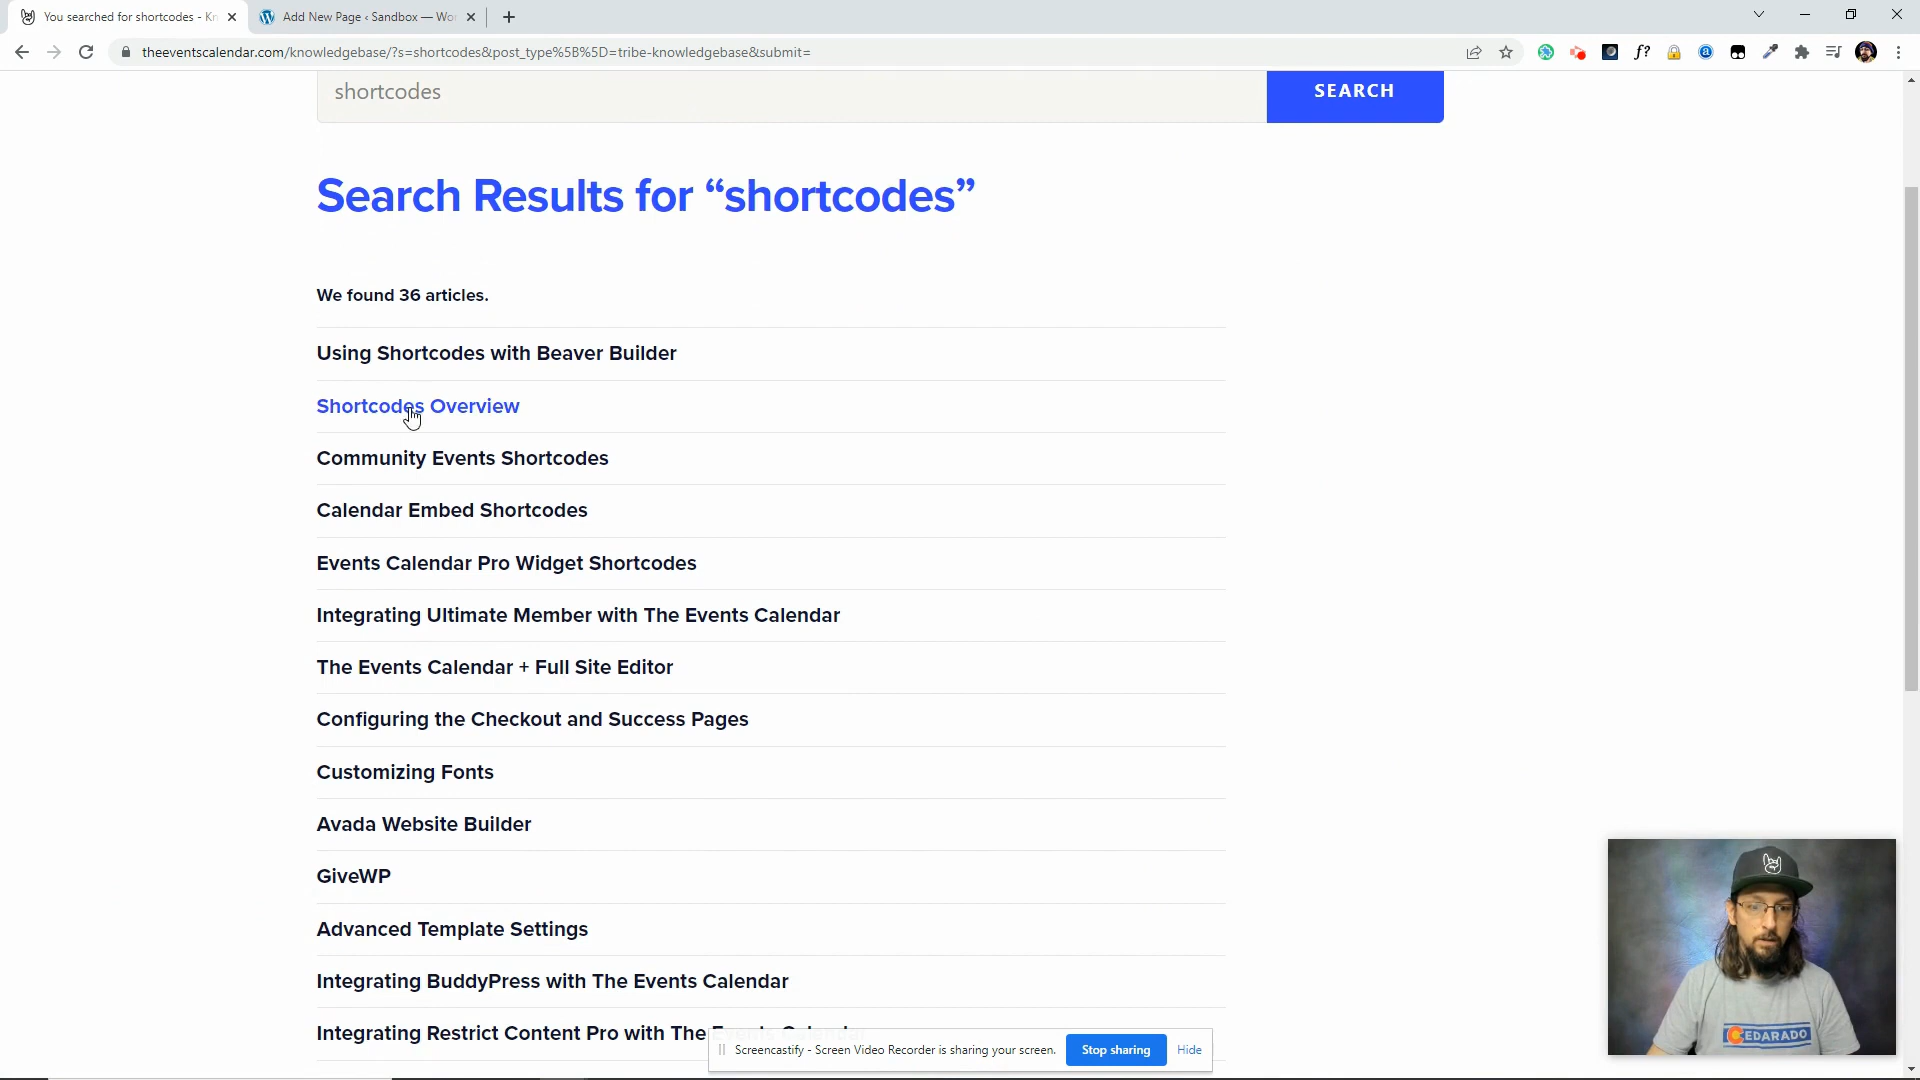 You searched for shortcodes - Kn
Add New Page ‹ Sandbox — Wor
theeventscalendar.com/knowledgebase/?s=shortcodes&post_type%5B%5D=tribe-knowledgebase&submit=
shortcodes
SEARCH
Search Results for “shortcodes”
We found 36 articles.
Using Shortcodes with Beaver Builder
Shortcodes Overview
Community Events Shortcodes
Calendar Embed Shortcodes
Events Calendar Pro Widget Shortcodes
Integrating Ultimate Member with The Events Calendar
The Events Calendar + Full Site Editor
Configuring the Checkout and Success Pages
Customizing Fonts
Avada Website Builder
GiveWP
Advanced Template Settings
Integrating BuddyPress with The Events Calendar
Integrating Restrict Content Pro with The Events Calendar
Screencastify - Screen Video Recorder is sharing your screen.
Stop sharing
Hide
CEDARADO